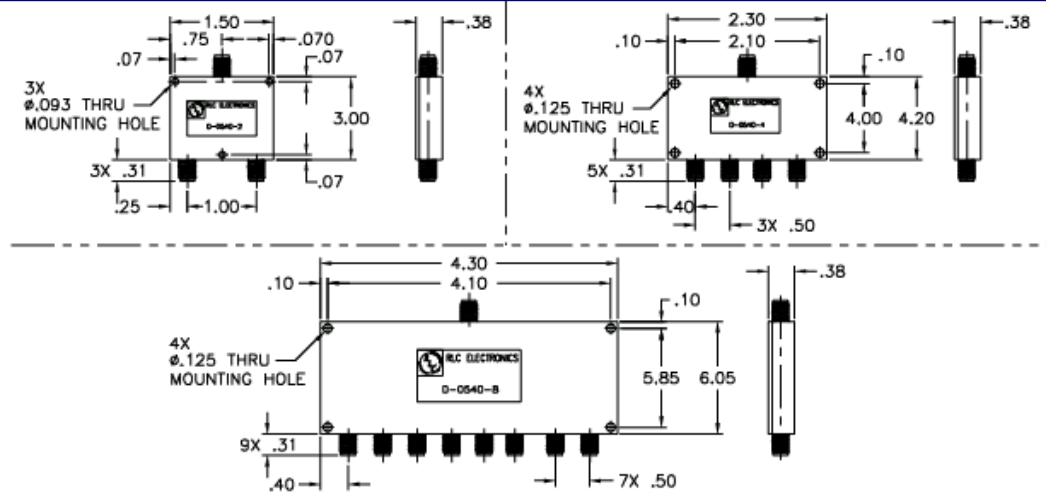 1.50
.38
.75
.070
.07
.07
3X
Ø.093 THRU
MOUNTING HOLE
RLC ELECTRONICS
D-0540-2
3.00
3X .31
.07
.25
1.00
2.30
.38
.10
2.10
.10
4X
Ø.125 THRU
MOUNTING HOLE
RLC ELECTRONICS
D-0540-4
4.00
4.20
5X .31
.40
3X .50
4.30
.38
.10
4.10
.10
4X
Ø.125 THRU
MOUNTING HOLE
RLC ELECTRONICS
D-0540-8
5.85
6.05
9X .31
.40
7X .50